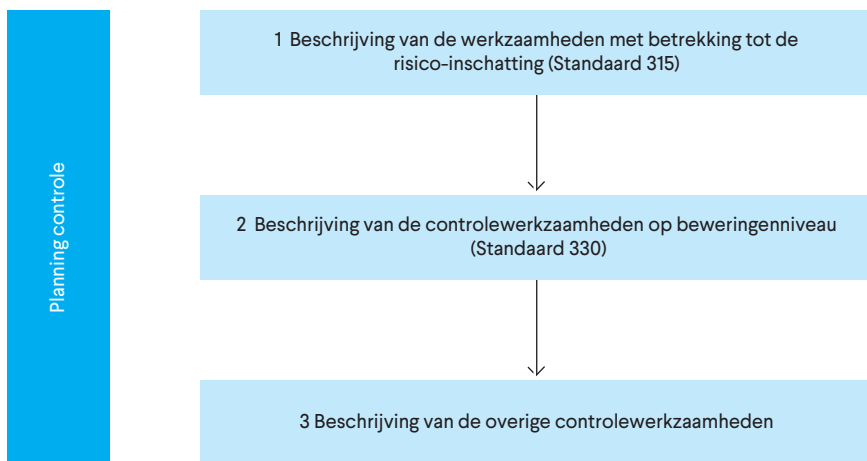 Planning controle
1 Beschrijving van de werkzaamheden met betrekking tot de
risico-inschatting (Standaard 315)
2 Beschrijving van de controlewerkzaamheden op beweringenniveau
(Standaard 330)
3 Beschrijving van de overige controlewerkzaamheden